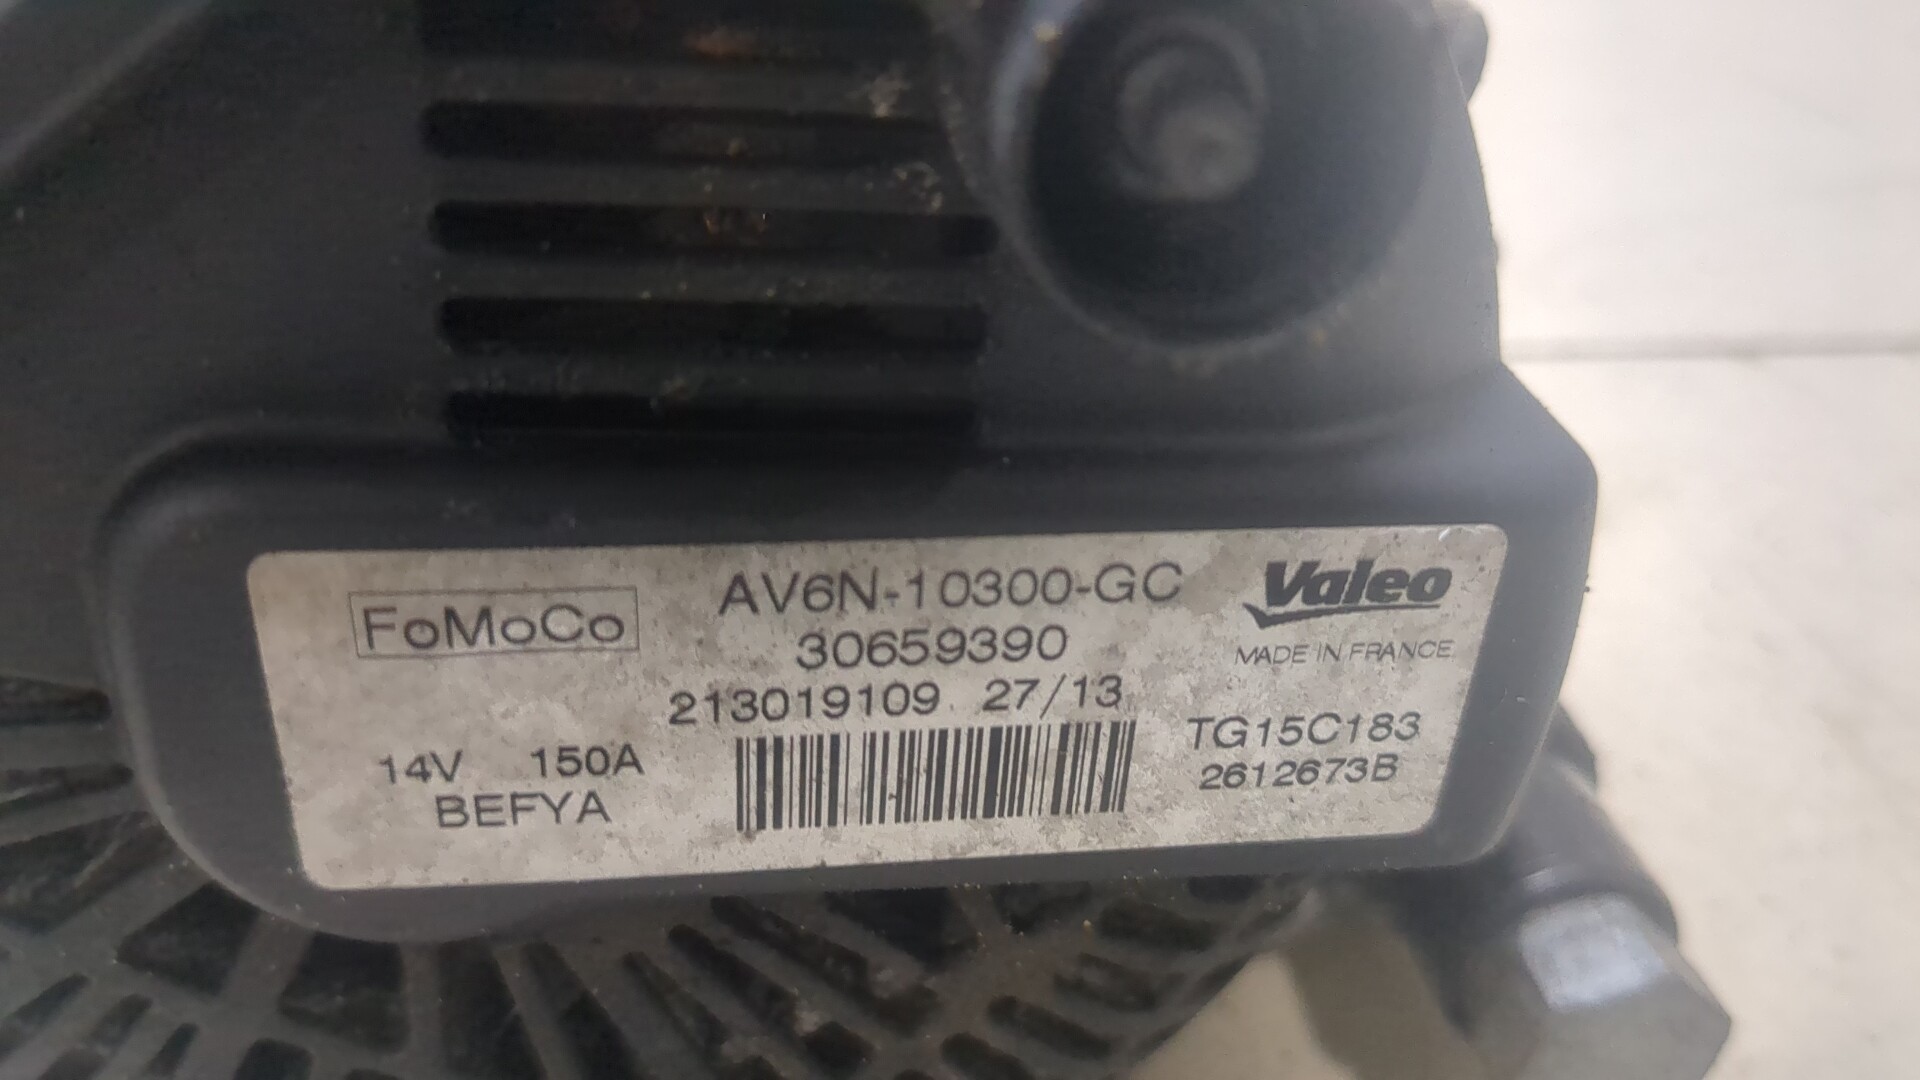 FoMoCo
AV6N-10300-GC
30659390
213019109 27/13
14V 150A
BEFYA
Valeo
MADE IN FRANCE
TG15C183
2612673B